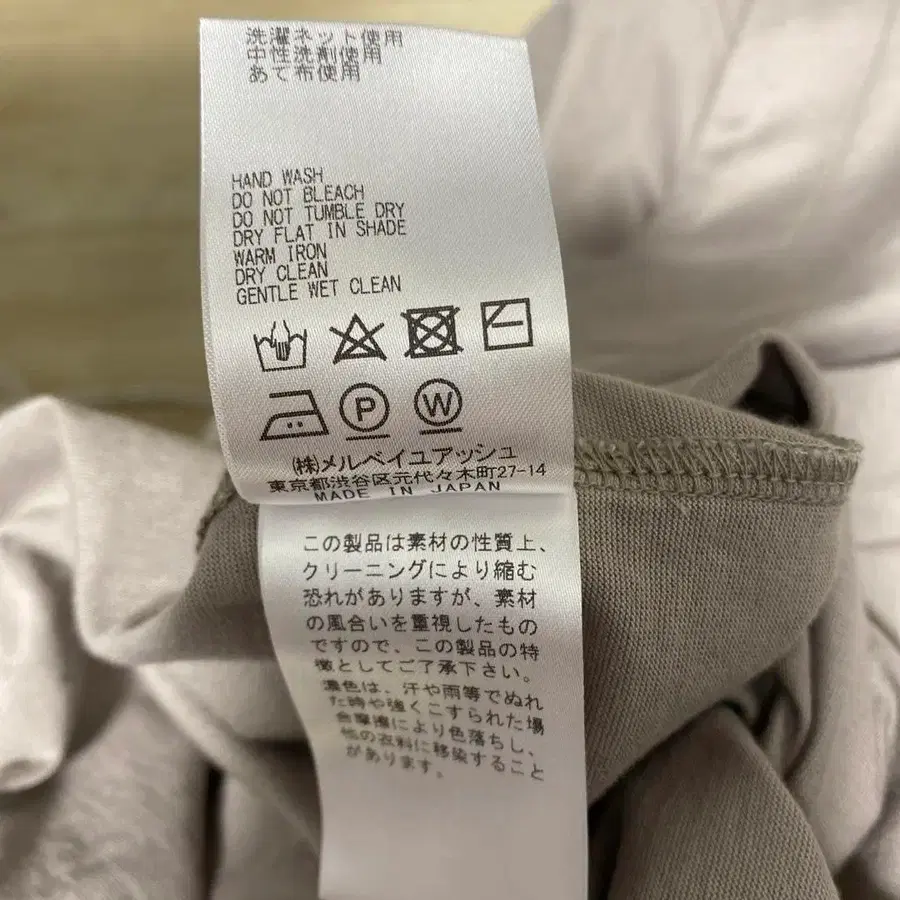 洗濯ネット使用
中性洗剤使用
あて布使用
HAND WASH
DO NOT BLEACH
DO NOT TUMBLE DRY
DRY FLAT IN SHADE
WARM IRON
DRY CLEAN
GENTLE WET CLEAN
P W
㈱メルベイユアッシュ
東京都渋谷区元代々木町27-14
MADE IN JAPAN
この製品は素材の性質上、
クリーニングにより縮む
恐れがありますが、素材
の風合いを重視したもの
ですので、この製品の特
徴としてご了承下さい。
濃色は、汗や雨等でぬれ
た時や強くこすられた場
合摩擦により色落ちし、
他の衣料に移染すること
があります。